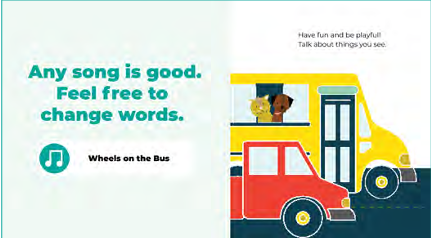 Any song is good.
Feel free to
change words.
Wheels on the Bus
Have fun and be playful!
Talk about things you see.